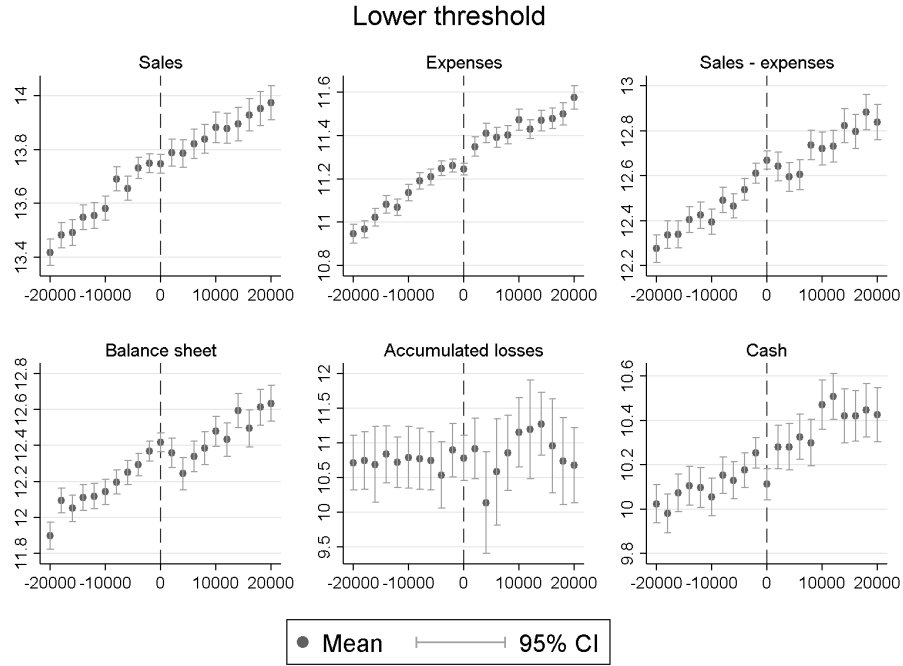 Lower threshold
Sales
Expenses
Sales - expenses
14
13.8
13.6
13.4
-20000 -10000 0 10000 20000
11.6
11.4
11.2
11
10.8
-20000 -10000 0 10000 20000
13
12.8
12.6
12.4
12.2
-20000 -10000 0 10000 20000
Balance sheet
Accumulated losses
Cash
12.8
12.6
12.4
12.2
12
11.8
-20000 -10000 0 10000 20000
12
11.5
11
10.5
10
9.5
-20000 -10000 0 10000 20000
10.6
10.4
10.2
10
9.8
-20000 -10000 0 10000 20000
Mean 95% CI